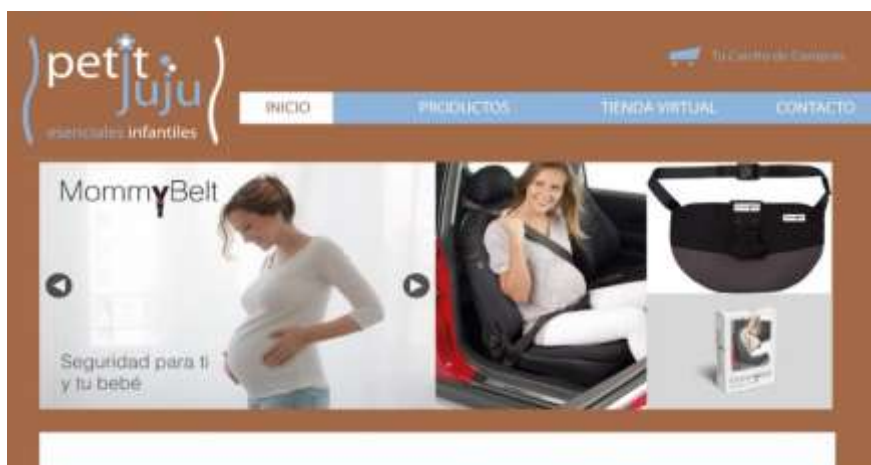 petit
juju
esenciales infantiles
Tu Carrito de Compras
INICIO
PRODUCTOS
TIENDA VIRTUAL
CONTACTO
MommyBelt
Seguridad para ti
y tu bebé